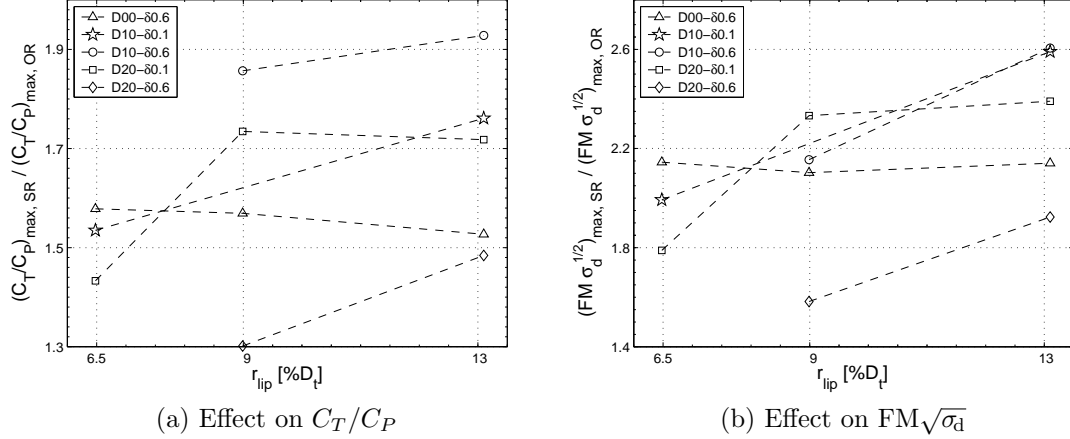 D00−δ0.6
D10−δ0.1
D10−δ0.6
D20−δ0.1
D20−δ0.6
1.9
1.7
1.5
1.3
6.5
9
13
r_lip [%D_t]
(C_T/C_P)_max, SR / (C_T/C_P)_max, OR
(a) Effect on C_T/C_P
D00−δ0.6
D10−δ0.1
D10−δ0.6
D20−δ0.1
D20−δ0.6
2.6
2.2
1.8
1.4
6.5
9
13
r_lip [%D_t]
(FM σ_d^1/2)_max, SR / (FM σ_d^1/2)_max, OR
(b) Effect on FM√σ_d